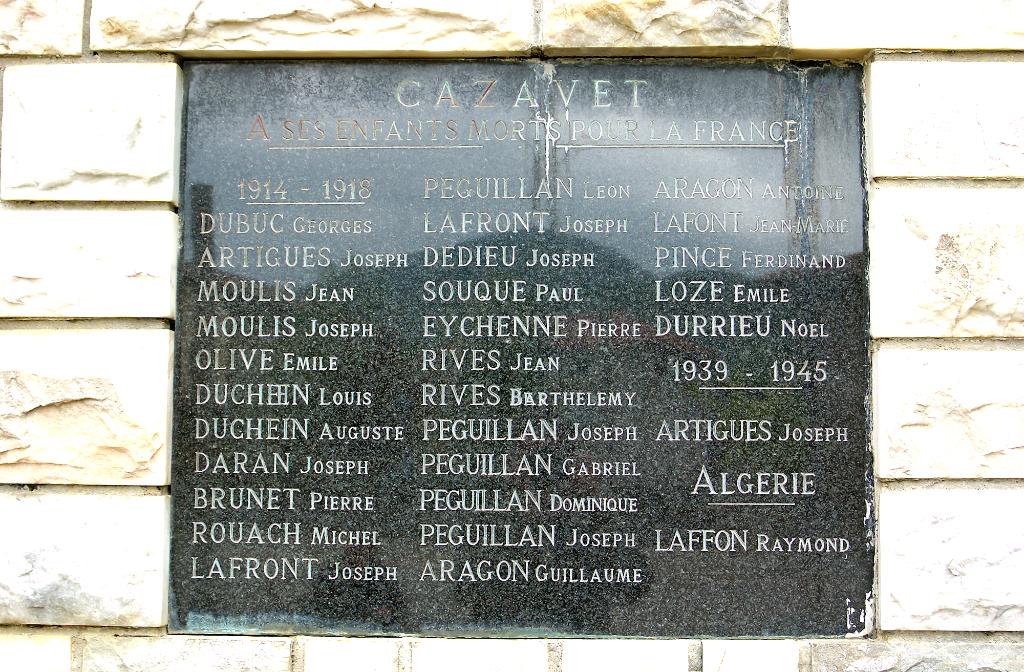 CAZAVET
A SES ENFANTS MORTS POUR LA FRANCE
1914 - 1918
DUBUC GEORGES
ARTIGUES JOSEPH
MOULIS JEAN
MOULIS JOSEPH
OLIVE EMILE
DUCHEIN LOUIS
DUCHEIN AUGUSTE
DARAN JOSEPH
BRUNET PIERRE
ROUACH MICHEL
LAFRONT JOSEPH
PEGUILLAN LEON
LAFRONT JOSEPH
DEDIEU JOSEPH
SOUQUE PAUL
EYCHENNE PIERRE
RIVES JEAN
RIVES BARTHELEMY
PEGUILLAN JOSEPH
PEGUILLAN GABRIEL
PEGUILLAN DOMINIQUE
PEGUILLAN JOSEPH
ARAGON GUILLAUME
ARAGON ANTOINE
LAFONT JEAN-MARIE
PINCE FERDINAND
LOZE EMILE
DURRIEU NOEL
1939 - 1945
ARTIGUES JOSEPH
ALGERIE
LAFFON RAYMOND